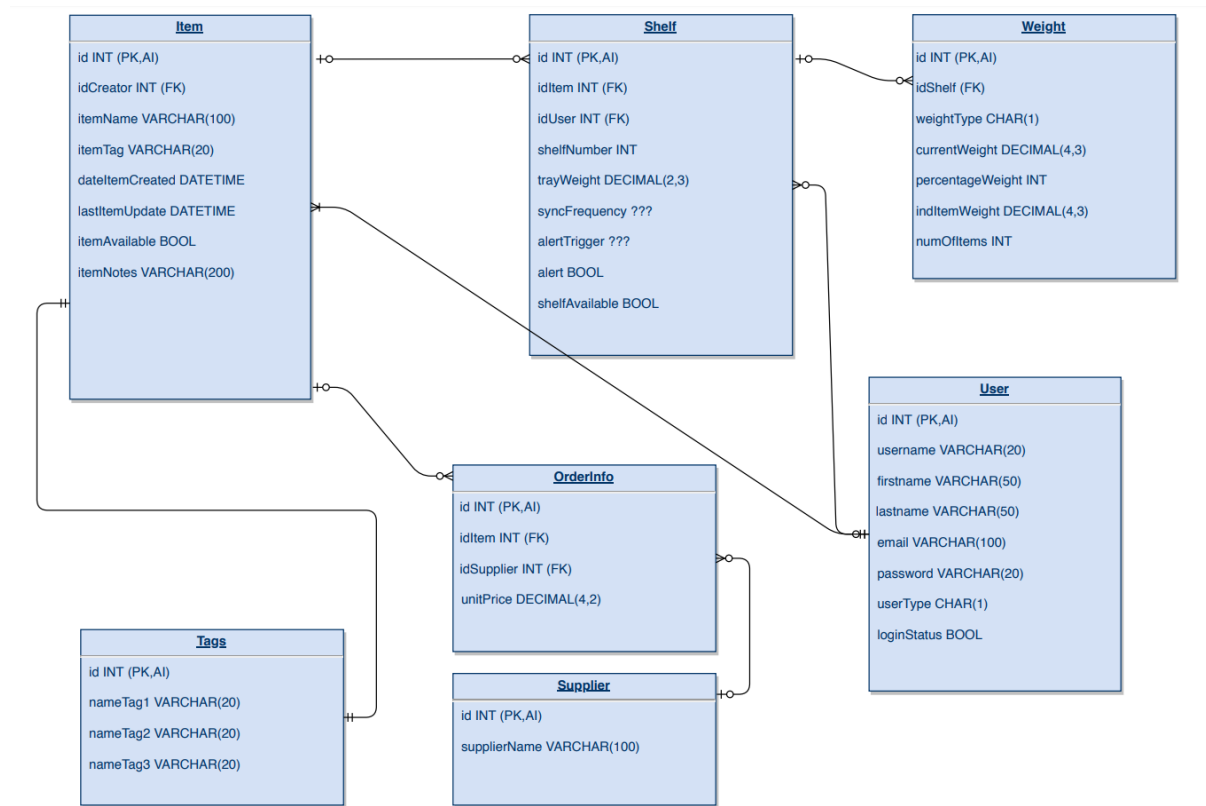 Item
id INT (PK,AI)
idCreator INT (FK)
itemName VARCHAR(100)
itemTag VARCHAR(20)
dateItemCreated DATETIME
lastItemUpdate DATETIME
itemAvailable BOOL
itemNotes VARCHAR(200)
Shelf
id INT (PK,AI)
idItem INT (FK)
idUser INT (FK)
shelfNumber INT
trayWeight DECIMAL(2,3)
syncFrequency ???
alertTrigger ???
alert BOOL
shelfAvailable BOOL
Weight
id INT (PK,AI)
idShelf (FK)
weightType CHAR(1)
currentWeight DECIMAL(4,3)
percentageWeight INT
indItemWeight DECIMAL(4,3)
numOfItems INT
User
id INT (PK,AI)
username VARCHAR(20)
firstname VARCHAR(50)
lastname VARCHAR(50)
email VARCHAR(100)
password VARCHAR(20)
userType CHAR(1)
loginStatus BOOL
OrderInfo
id INT (PK,AI)
idItem INT (FK)
idSupplier INT (FK)
unitPrice DECIMAL(4,2)
Tags
id INT (PK,AI)
nameTag1 VARCHAR(20)
nameTag2 VARCHAR(20)
nameTag3 VARCHAR(20)
Supplier
id INT (PK,AI)
supplierName VARCHAR(100)